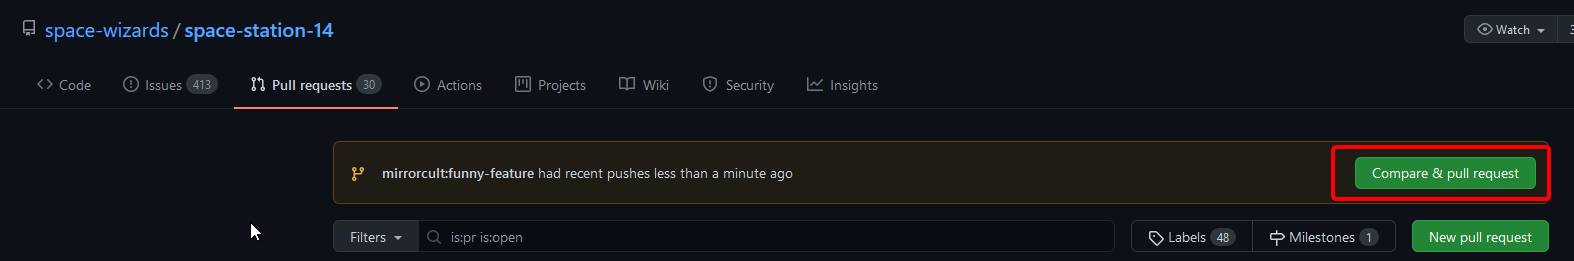 space-wizards / space-station-14
Watch
Code Issues 413 Pull requests 30 Actions Projects Wiki Security Insights
mirrorcult:funny-feature had recent pushes less than a minute ago Compare & pull request
Filters is:pr is:open Labels 48 Milestones 1 New pull request